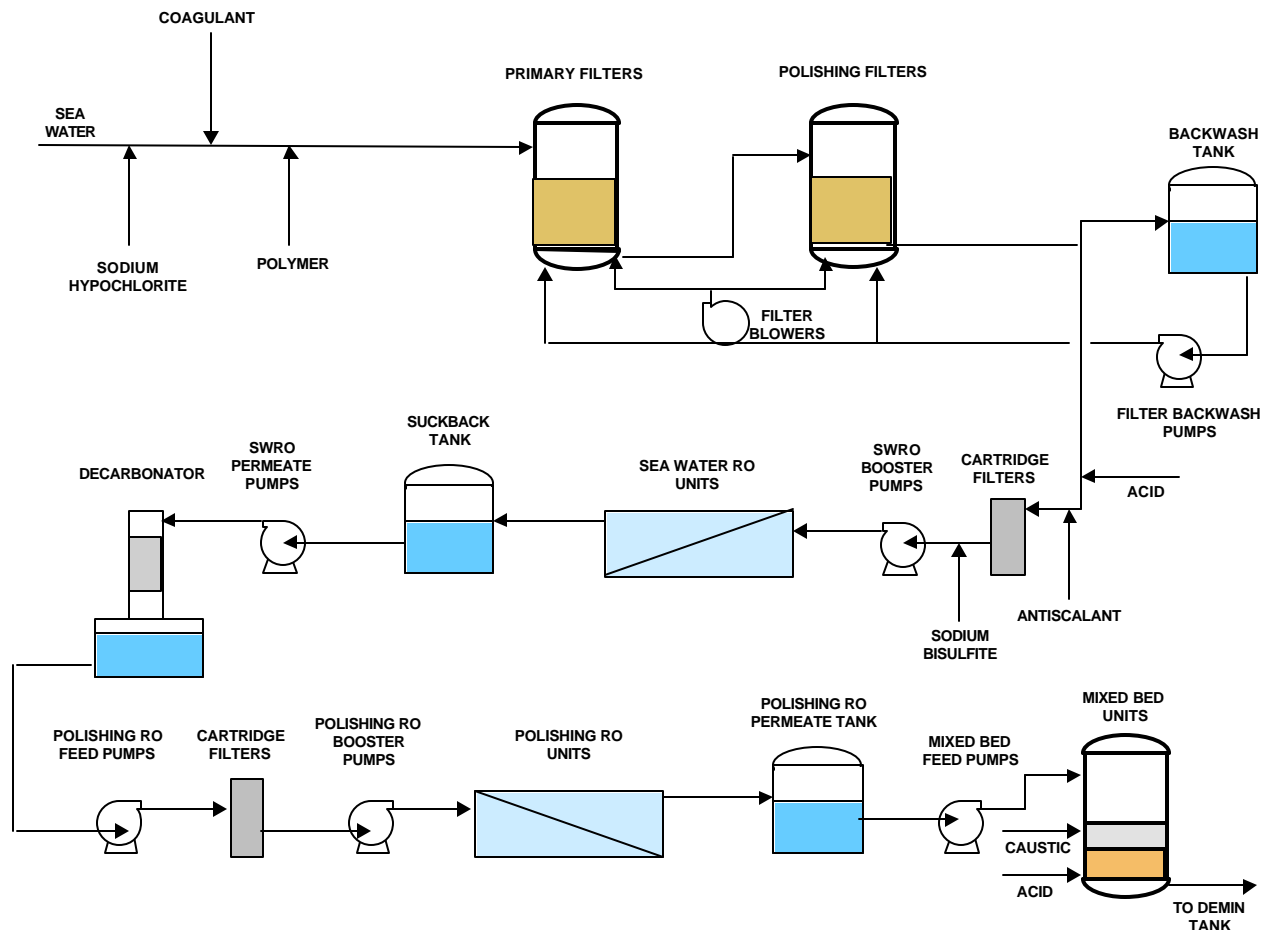 COAGULANT
PRIMARY FILTERS
POLISHING FILTERS
SEA
WATER
BACKWASH
TANK
SODIUM
HYPOCHLORITE
POLYMER
FILTER
BLOWERS
FILTER BACKWASH
PUMPS
DECARBONATOR
SWRO
PERMEATE
PUMPS
SUCKBACK
TANK
SEA WATER RO
UNITS
SWRO
BOOSTER
PUMPS
CARTRIDGE
FILTERS
ACID
ANTISCALANT
SODIUM
BISULFITE
POLISHING RO
FEED PUMPS
CARTRIDGE
FILTERS
POLISHING RO
BOOSTER
PUMPS
POLISHING RO
UNITS
POLISHING RO
PERMEATE TANK
MIXED BED
FEED PUMPS
MIXED BED
UNITS
CAUSTIC
ACID
TO DEMIN
TANK